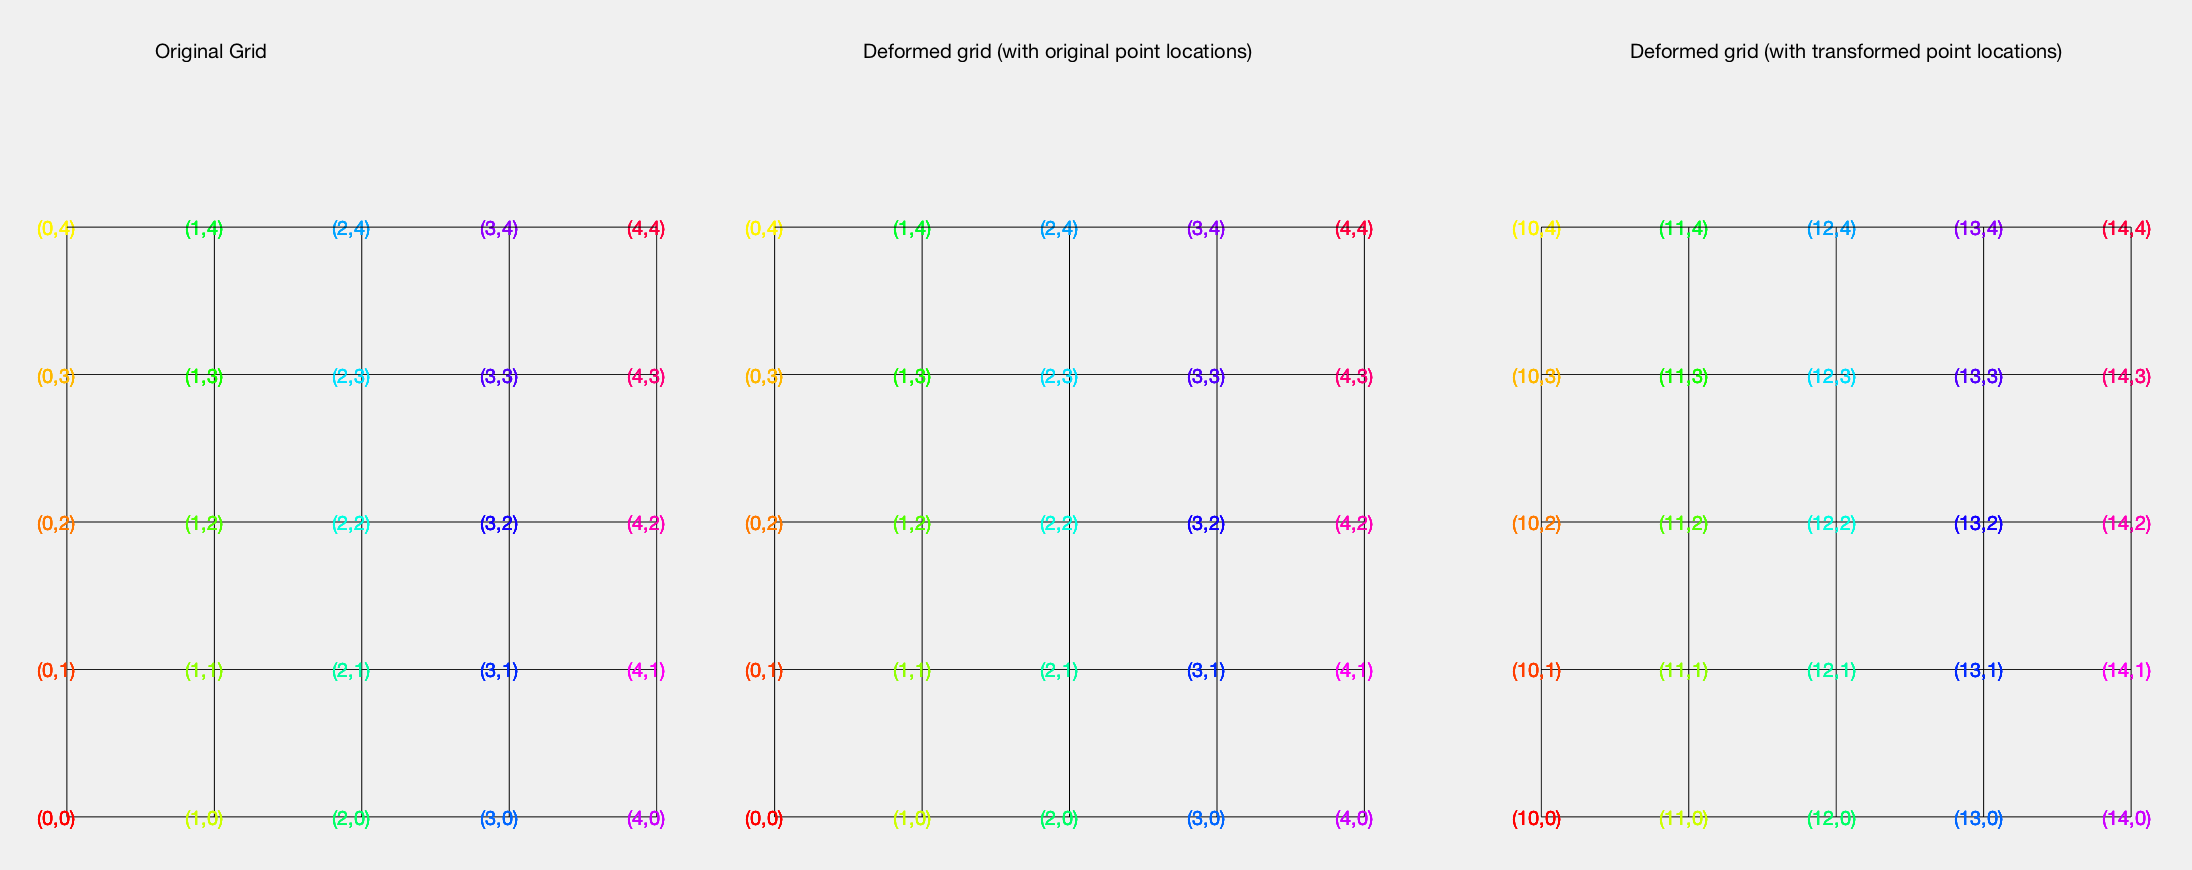 Original Grid Deformed grid (with original point locations) Deformed grid (with transformed point locations)
(0,4) (1,4) (2,4) (3,4) (4,4) (0,4) (1,4) (2,4) (3,4) (4,4) (10,4) (11,4) (12,4) (13,4) (14,4)
(0,3) (1,3) (2,3) (3,3) (4,3) (0,3) (1,3) (2,3) (3,3) (4,3) (10,3) (11,3) (12,3) (13,3) (14,3)
(0,2) (1,2) (2,2) (3,2) (4,2) (0,2) (1,2) (2,2) (3,2) (4,2) (10,2) (11,2) (12,2) (13,2) (14,2)
(0,1) (1,1) (2,1) (3,1) (4,1) (0,1) (1,1) (2,1) (3,1) (4,1) (10,1) (11,1) (12,1) (13,1) (14,1)
(0,0) (1,0) (2,0) (3,0) (4,0) (0,0) (1,0) (2,0) (3,0) (4,0) (10,0) (11,0) (12,0) (13,0) (14,0)